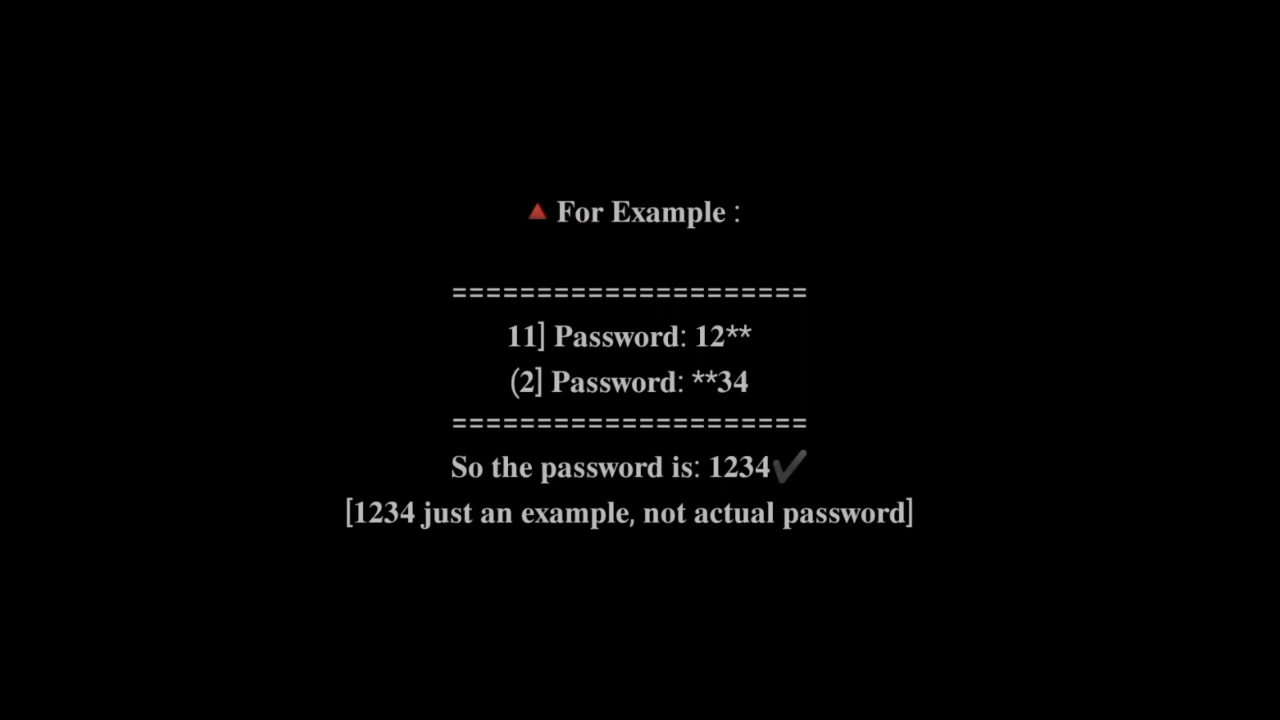 🔺For Example :
=====================
11] Password: 12**
(2] Password: **34
=====================
So the password is: 1234✔
[1234 just an example, not actual password]